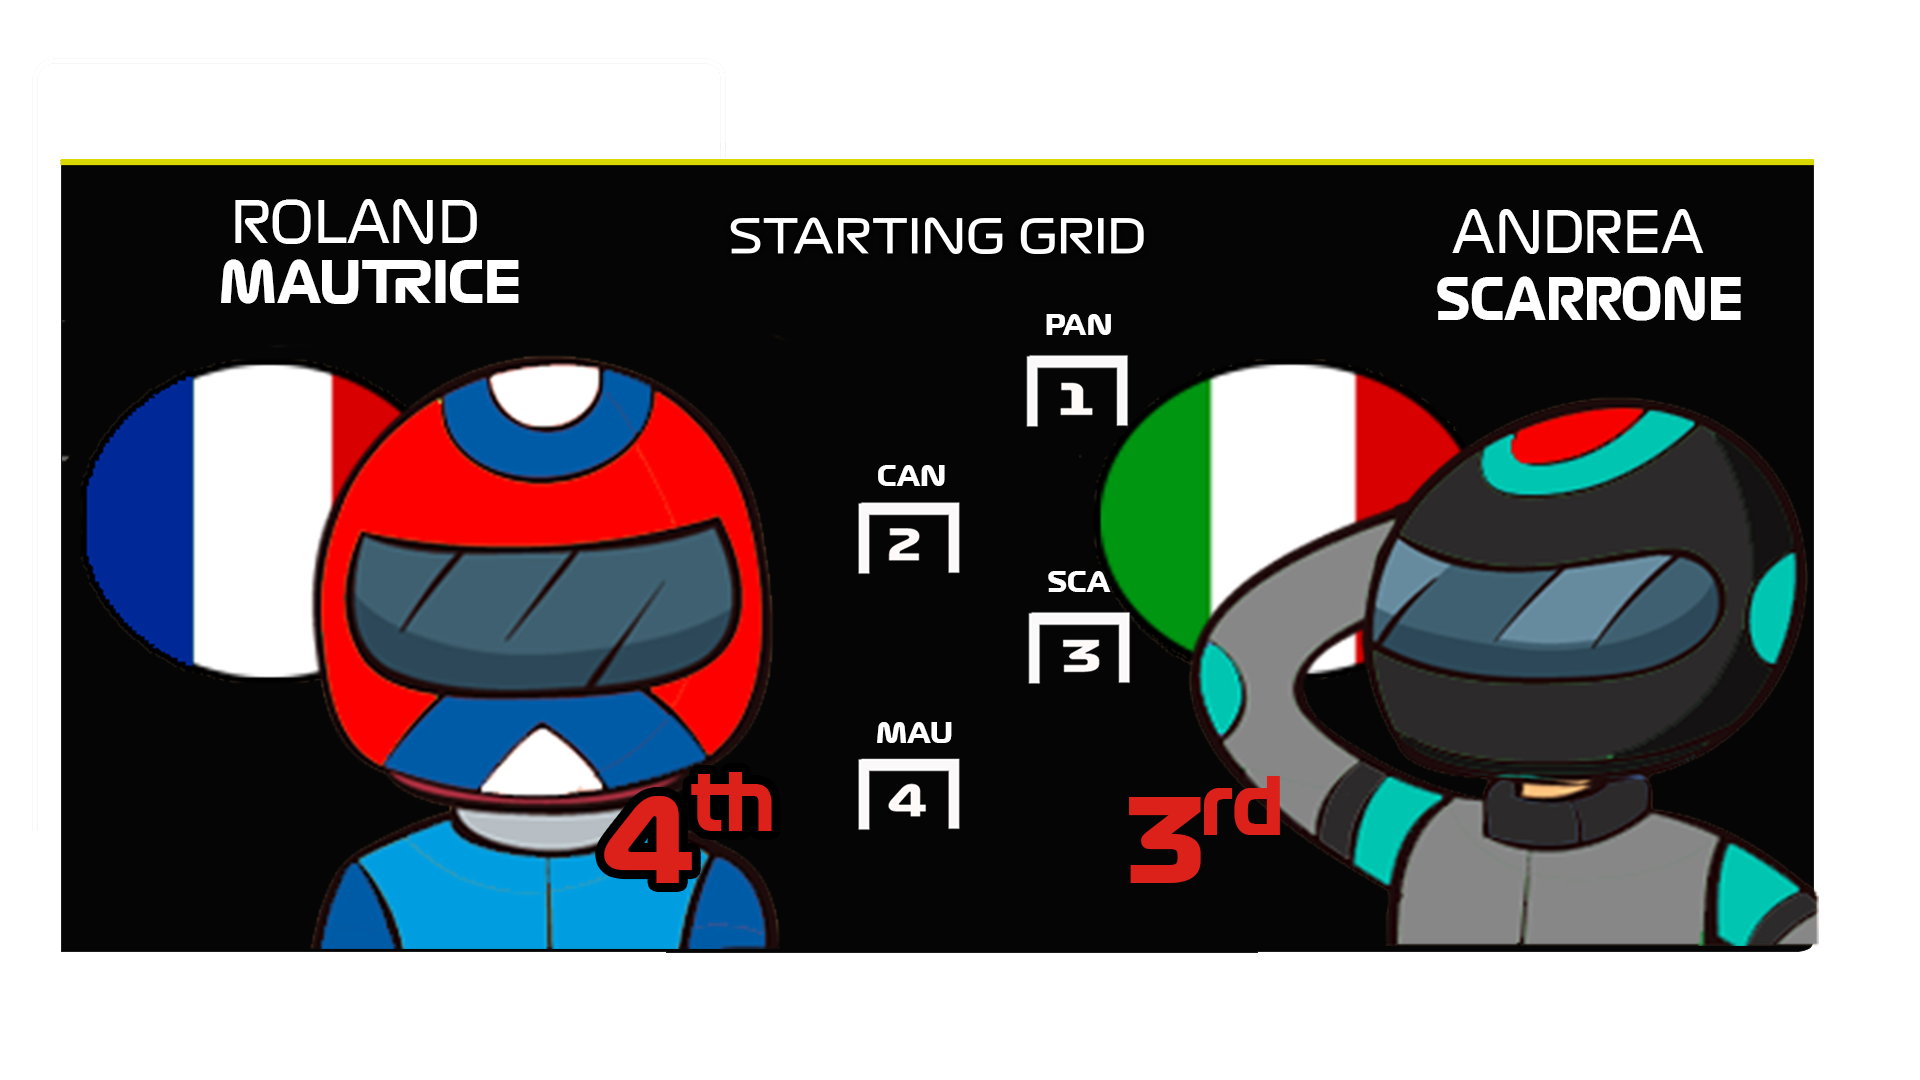 ROLAND
MAUTRICE
STARTING GRID
ANDREA
SCARRONE
PAN
1
CAN
2
SCA
3
MAU
4
4th
3rd